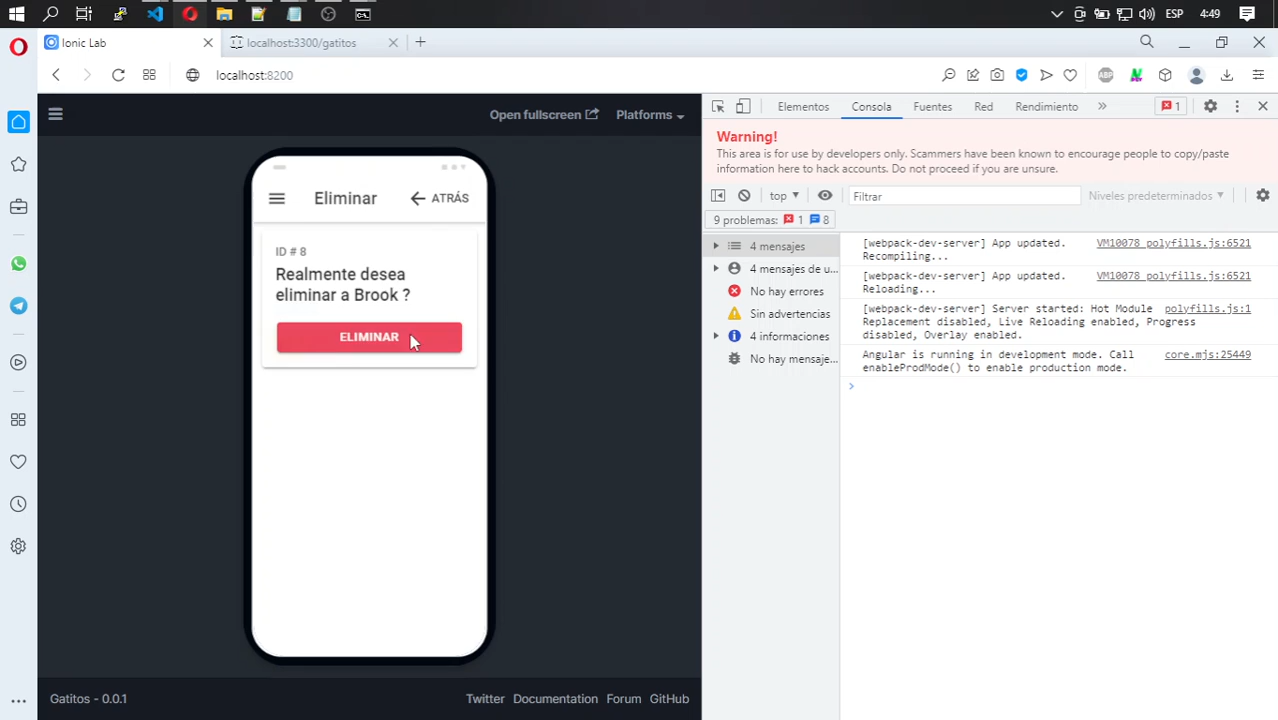 ESP
4:49
Ionic Lab
localhost:3300/gatitos
localhost:8200
ABP
Open fullscreen
Platforms
Eliminar
ATRÁS
ID # 8
Realmente desea
eliminar a Brook ?
ELIMINAR
Gatitos - 0.0.1
Twitter
Documentation
Forum
GitHub
Elementos
Consola
Fuentes
Red
Rendimiento
1
Warning!
This area is for use by developers only. Scammers have been known to encourage people to copy/paste
information here to hack accounts. Do not proceed if you are unsure.
top
Filtrar
Niveles predeterminados
9 problemas: 1 8
4 mensajes
4 mensajes de u...
No hay errores
Sin advertencias
4 informaciones
No hay mensaje...
[webpack-dev-server] App updated. VM10078 polyfills.js:6521
Recompiling...
[webpack-dev-server] App updated. VM10078 polyfills.js:6521
Reloading...
[webpack-dev-server] Server started: Hot Module polyfills.js:1
Replacement disabled, Live Reloading enabled, Progress
disabled, Overlay enabled.
Angular is running in development mode. Call core.mjs:25449
enableProdMode() to enable production mode.